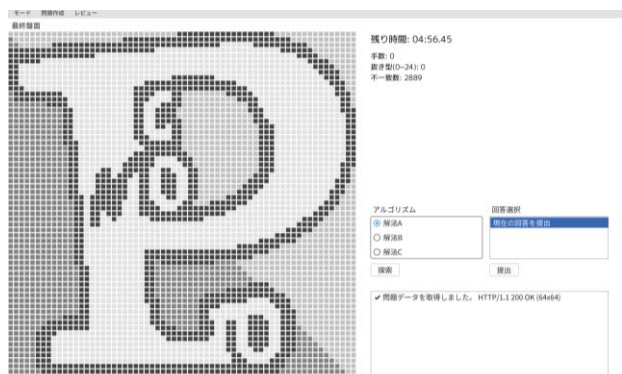 モード 問題作成 レビュー
最終盤面
残り時間: 04:56.45
手数: 0
抜き型(0~24): 0
不一致数: 2889
アルゴリズム
解法A
解法B
解法C
探索
回答選択
現在の回答を提出
提出
✔ 問題データを取得しました。 HTTP/1.1 200 OK (64x64)